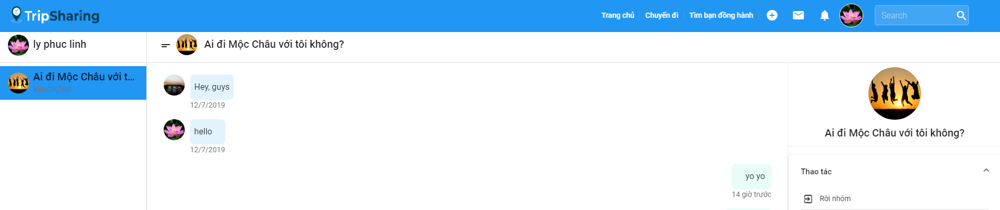 TripSharing
Trang chủ
Chuyến đi
Tìm bạn đồng hành
Search
ly phuc linh
Ai đi Mộc Châu với tôi không?
Ai đi Mộc Châu với t...
Hey, guys
12/7/2019
hello
12/7/2019
yo yo
14 giờ trước
Ai đi Mộc Châu với tôi không?
Thao tác
Rời nhóm